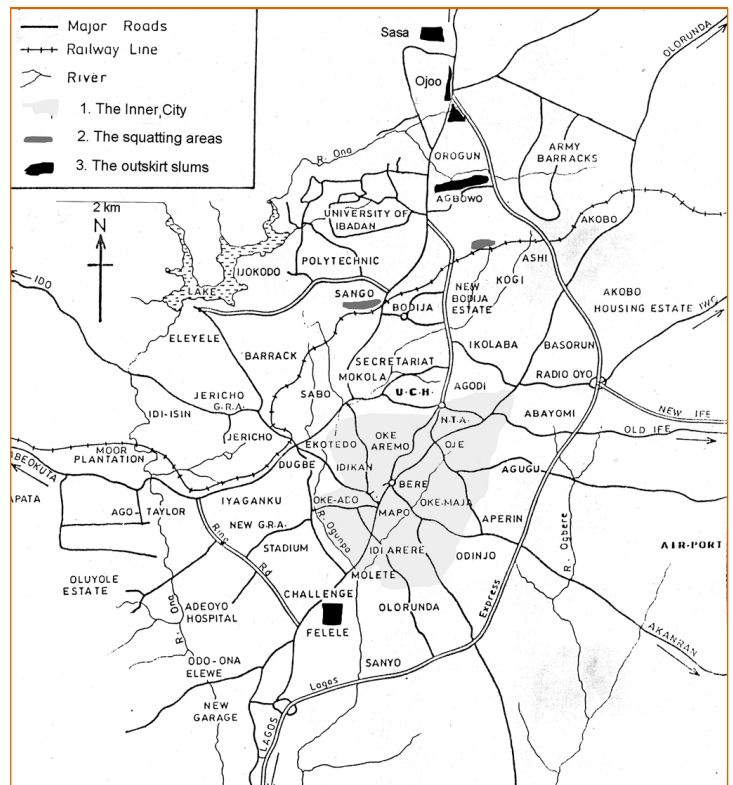 Major Roads
Railway Line
River
1. The Inner City
2. The squatting areas
3. The outskirt slums
2 km
N
Sasa
Ojoo
OLORUNDA
R. Ona
OROGUN
ARMY
BARRACKS
AGBOWO
UNIVERSITY OF
IBADAN
AKOBO
POLYTECHNIC
IJOKODO
ASHI
KOGI
IDO
LAKE
SANGO
BODIJA
NEW
BODIJA
ESTATE
AKOBO
HOUSING ESTATE
IWO
ELEYELE
BARRACK
SECRETARIAT
MOKOLA
IKOLABA
BASORUN
RADIO OYO
SABO
U.C.H.
AGODI
JERICHO
G.R.A.
IDI-ISIN
N.T.A.
ABAYOMI
NEW IFE
OLD IFE
JERICHO
EKOTEDO
OKE
AREMO
OJE
MOOR
PLANTATION
DUGBE
IDIKAN
AGUGU
ABEOKUTA
APATA
BERE
IYAGANKU
OKE-ADO
OKE-MAJA
AGO-TAYLOR
MAPO
NEW G.R.A.
R. Ogunpa
APERIN
Ring
Rd
STADIUM
IDI ARERE
ODINJO
R. Ogbere
AIR-PORT
MOLETE
OLUYOLE
ESTATE
CHALLENGE
ADEOYO
HOSPITAL
OLORUNDA
Express
R. Ona
FELELE
AKANRAN
ODO-ONA
ELEWE
SANYO
Lagos
NEW
GARAGE
LAGOS